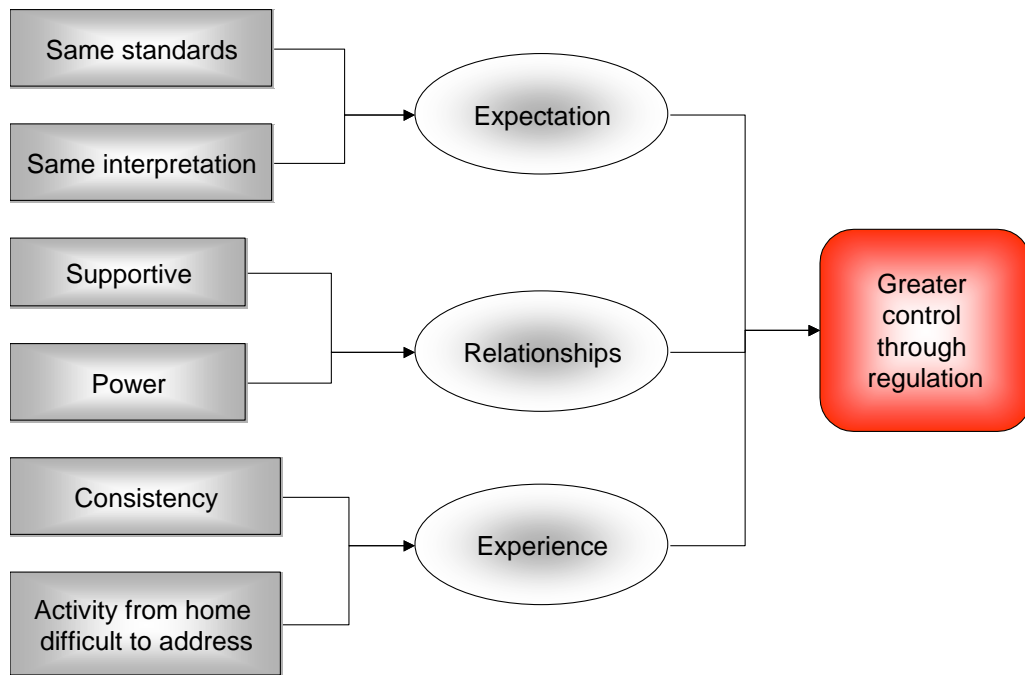 Same standards
Same interpretation
Expectation
Supportive
Power
Relationships
Consistency
Activity from home
difficult to address
Experience
Greater
control
through
regulation